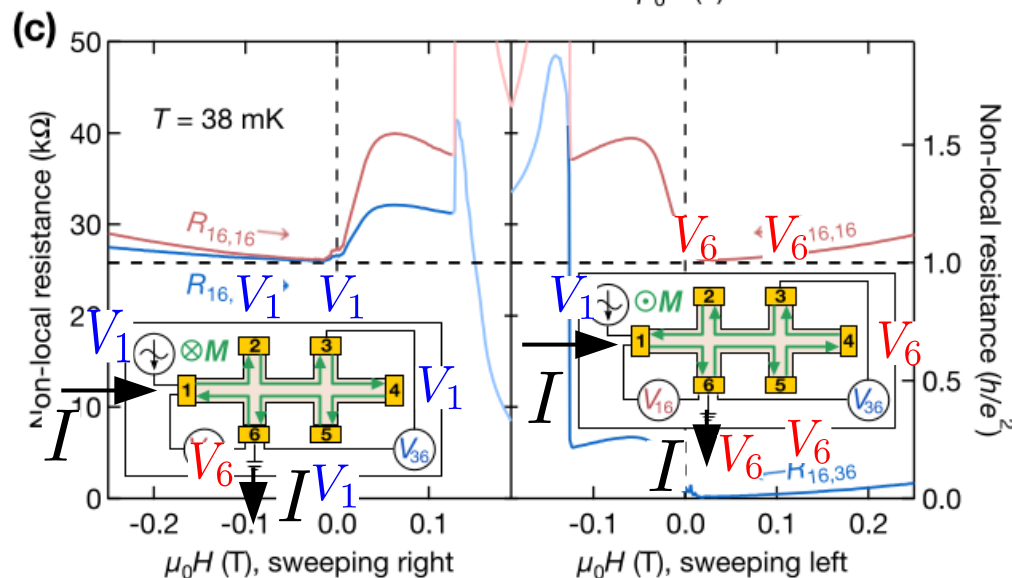 μ₀
(c)
50
40
30
10
0
Non-local resistance (kΩ)
T = 38 mK
R₁₆,₁₆
R₁₆,
V₁
V₁
V₁
V₁
V₁
V₆
I
I
⊗M
1
2
3
4
5
6
V₃₆
-0.2
-0.1
0.0
0.1
μ₀H (T), sweeping right
V₆
V₆
₁₆,₁₆
V₁
V₆
V₆
V₆
I
I
⊙M
1
2
3
4
5
6
V₁₆
V₃₆
R₁₆,₃₆
-0.1
0.0
0.1
0.2
μ₀H (T), sweeping left
1.5
1.0
0.5
0.0
Non-local resistance (h/e²)